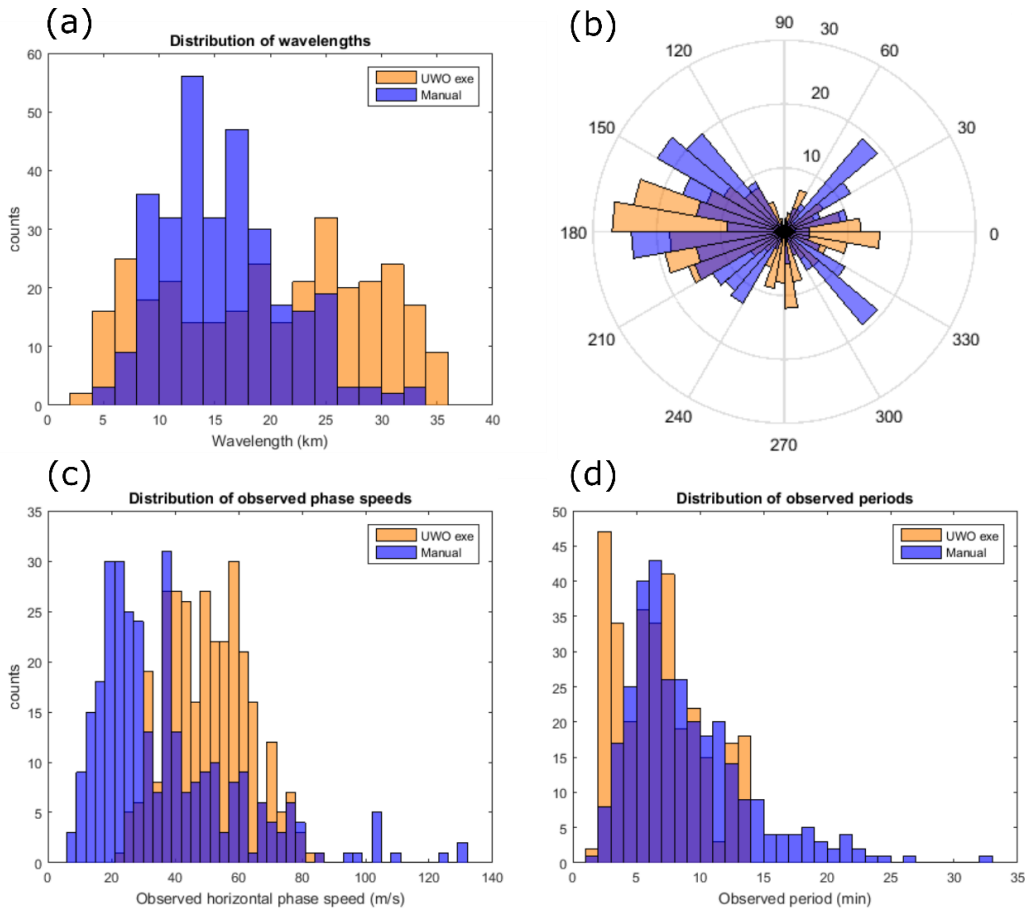 (a)
Distribution of wavelengths
60
50
40
30
20
10
0
counts
UWO exe
Manual
0 5 10 15 20 25 30 35 40
Wavelength (km)
(b)
90
30
120
60
20
150
30
10
180
0
210
330
240
300
270
(c)
Distribution of observed phase speeds
35
30
25
20
15
10
5
0
counts
UWO exe
Manual
0 20 40 60 80 100 120 140
Observed horizontal phase speed (m/s)
(d)
Distribution of observed periods
50
45
40
35
30
25
20
15
10
5
0
UWO exe
Manual
0 5 10 15 20 25 30 35
Observed period (min)